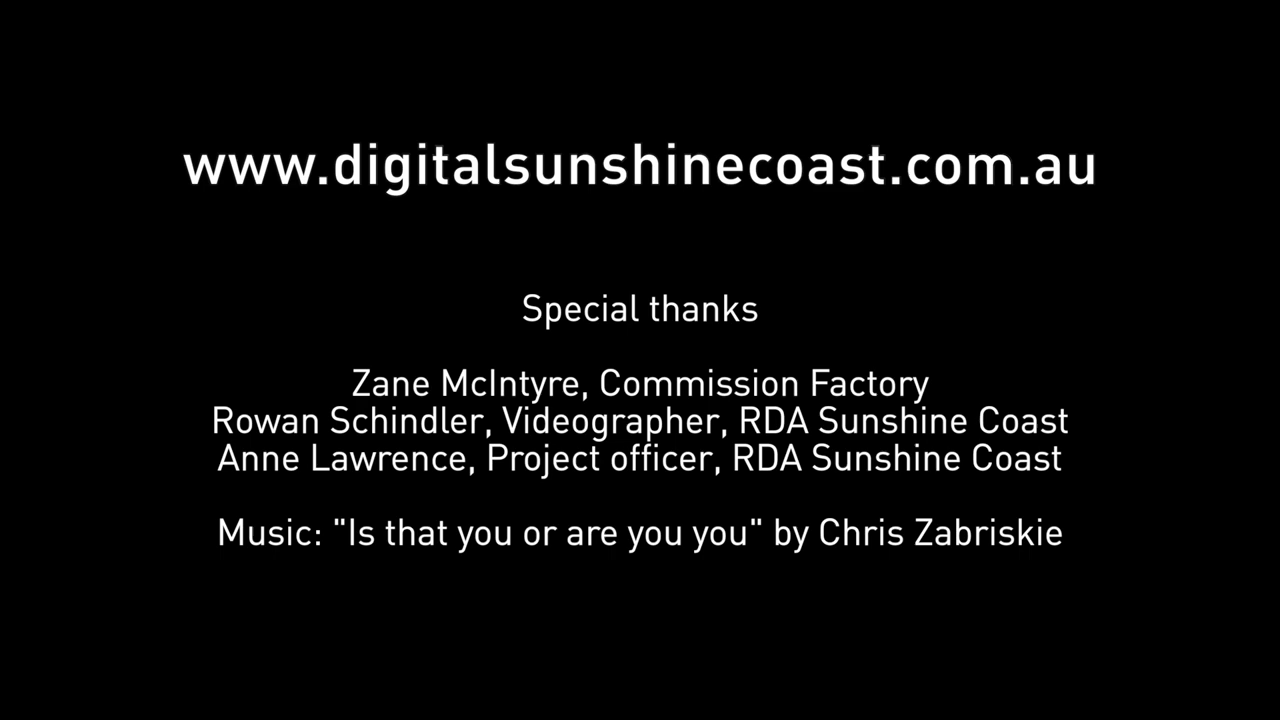 www.digitalsunshinecoast.com.au
Special thanks
Zane McIntyre, Commission Factory
Rowan Schindler, Videographer, RDA Sunshine Coast
Anne Lawrence, Project officer, RDA Sunshine Coast
Music: "Is that you or are you you" by Chris Zabriskie